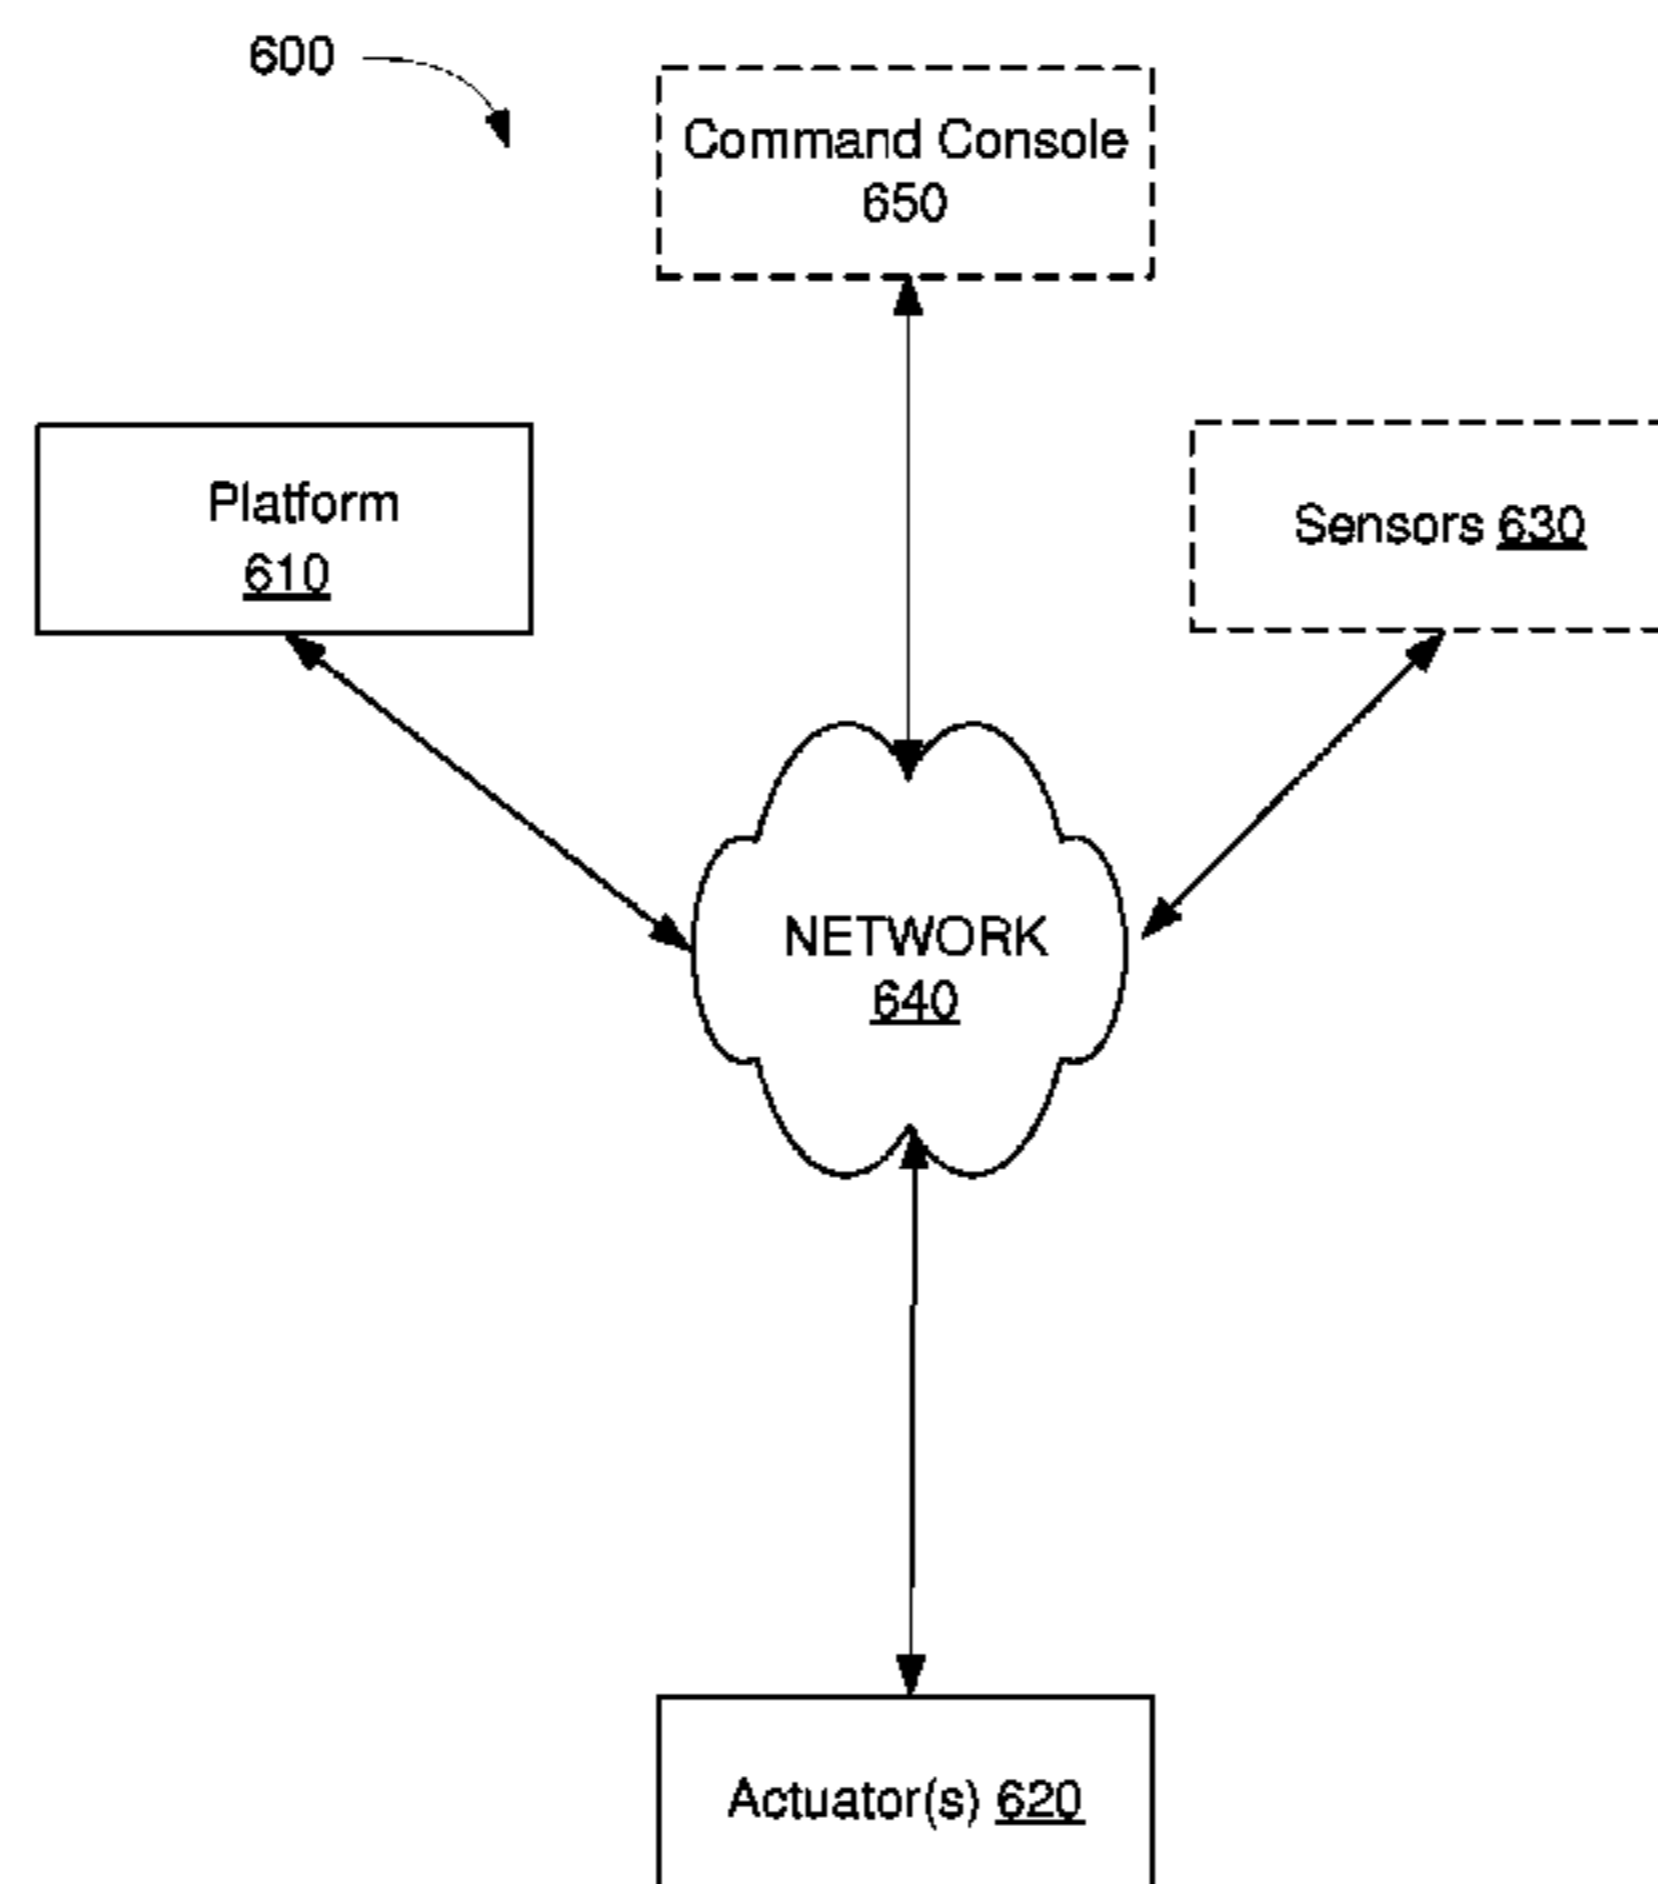 600
Command Console
650
Platform
610
Sensors 630
NETWORK
640
Actuator(s) 620